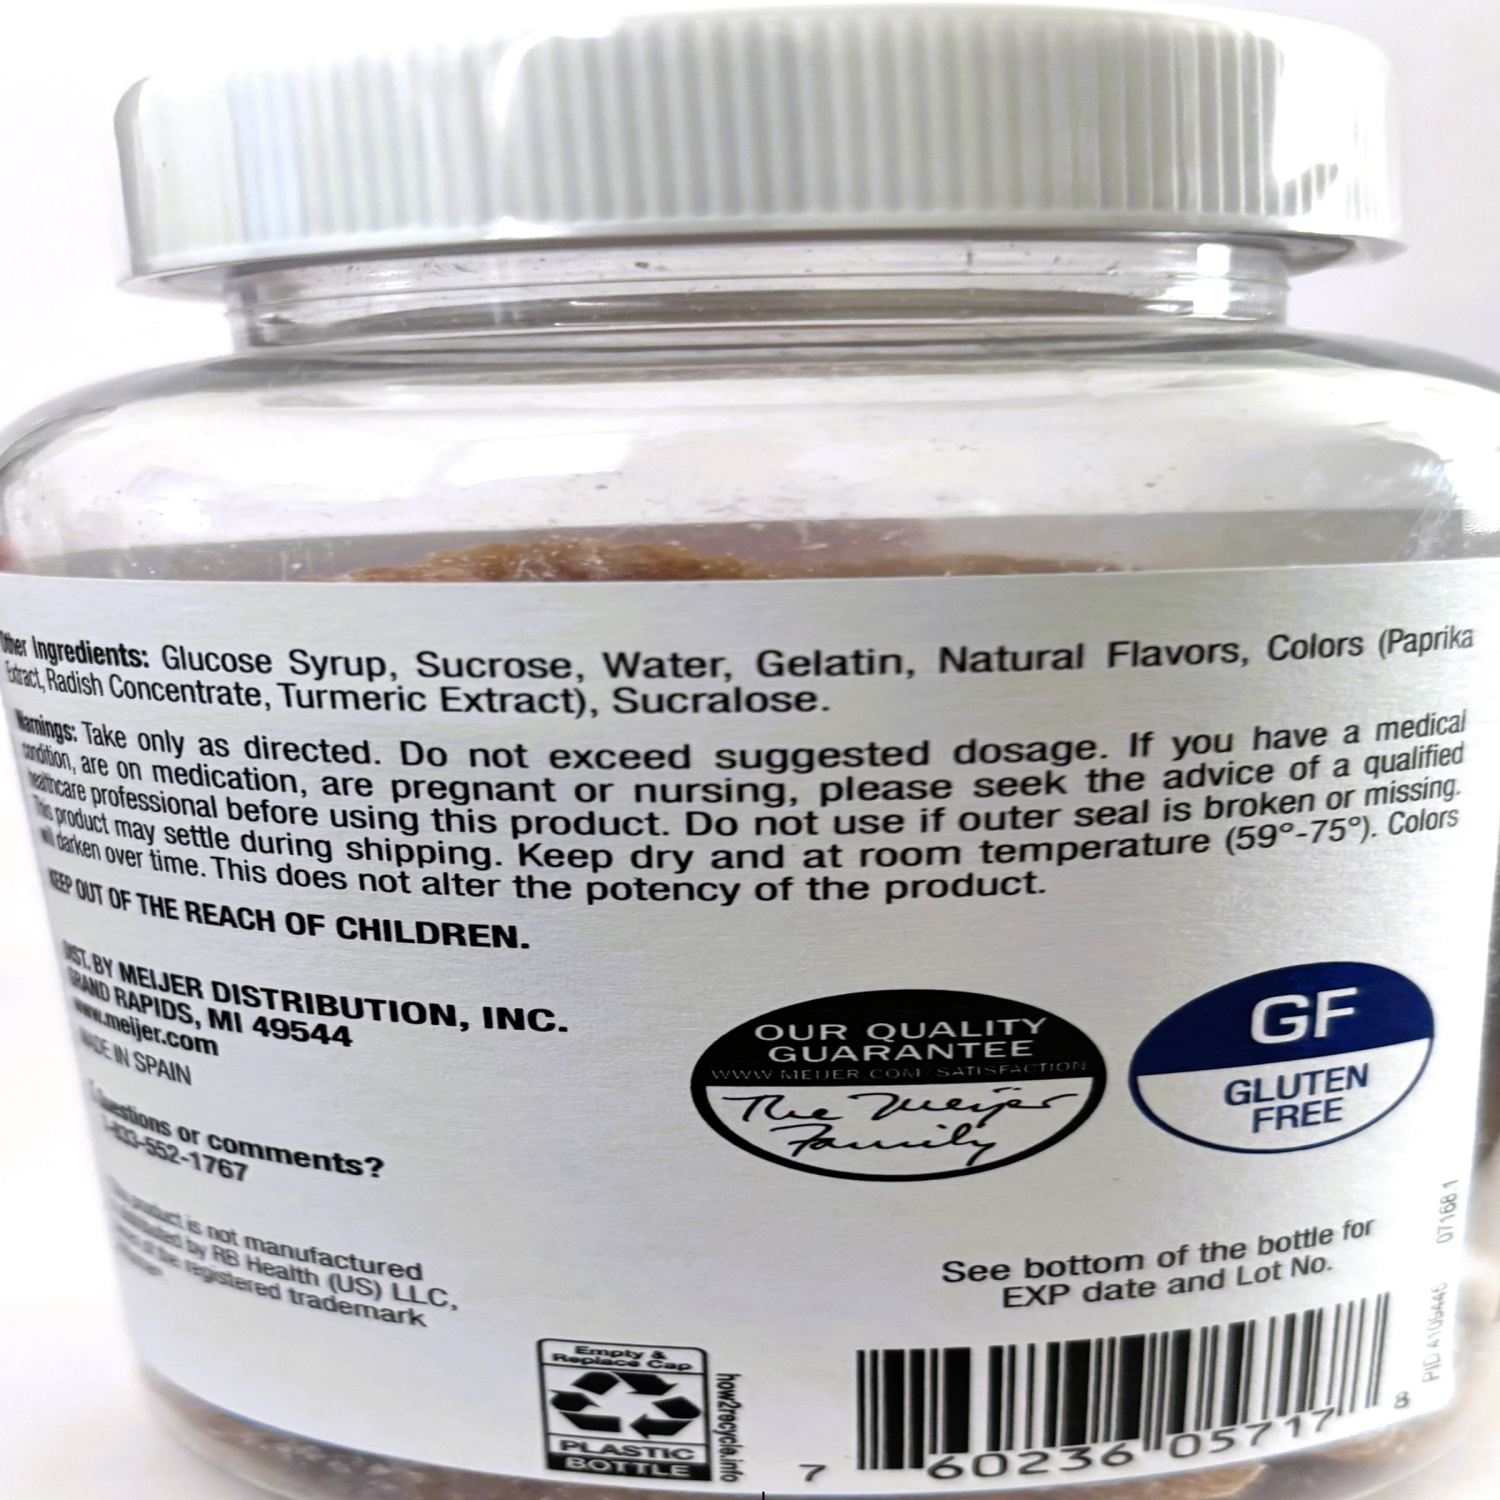 Other Ingredients: Glucose Syrup, Sucrose, Water, Gelatin, Natural Flavors, Colors (Paprika
Extract, Radish Concentrate, Turmeric Extract), Sucralose.
Warnings: Take only as directed. Do not exceed suggested dosage. If you have a medical
condition, are on medication, are pregnant or nursing, please seek the advice of a qualified
healthcare professional before using this product. Do not use if outer seal is broken or missing.
This product may settle during shipping. Keep dry and at room temperature (59°-75°). Colors
will darken over time. This does not alter the potency of the product.
KEEP OUT OF THE REACH OF CHILDREN.
DIST. BY MEIJER DISTRIBUTION, INC.
GRAND RAPIDS, MI 49544
www.meijer.com
MADE IN SPAIN
Questions or comments?
1-833-552-1767
This product is not manufactured
distributed by RB Health (US) LLC,
of the registered trademark
OUR QUALITY
GUARANTEE
WWW.MEIJER.COM/SATISFACTION
The Meijer
Family
GF
GLUTEN
FREE
See bottom of the bottle for
EXP date and Lot No.
Empty &
Replace Cap
PLASTIC
BOTTLE
how2recycle.info
7 60236 05717 8
PID 07168.1